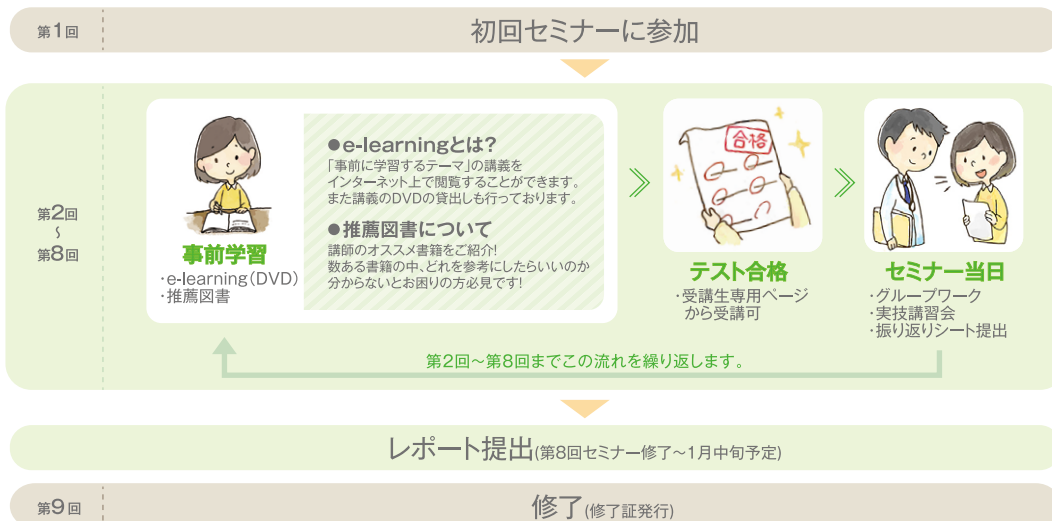 第1回
初回セミナーに参加
第2回
〜
第8回
事前学習
・e-learning(DVD)
・推薦図書
●e-learningとは?
「事前に学習するテーマ」の講義を
インターネット上で閲覧することができます。
また講義のDVDの貸出しも行っております。
●推薦図書について
講師のオススメ書籍をご紹介!
数ある書籍の中、どれを参考にしたらいいのか
分からないとお困りの方必見です!
合格
テスト合格
・受講生専用ページ
から受講可
セミナー当日
・グループワーク
・実技講習会
・振り返りシート提出
第2回〜第8回までこの流れを繰り返します。
レポート提出(第8回セミナー修了〜1月中旬予定)
第9回
修了(修了証発行)